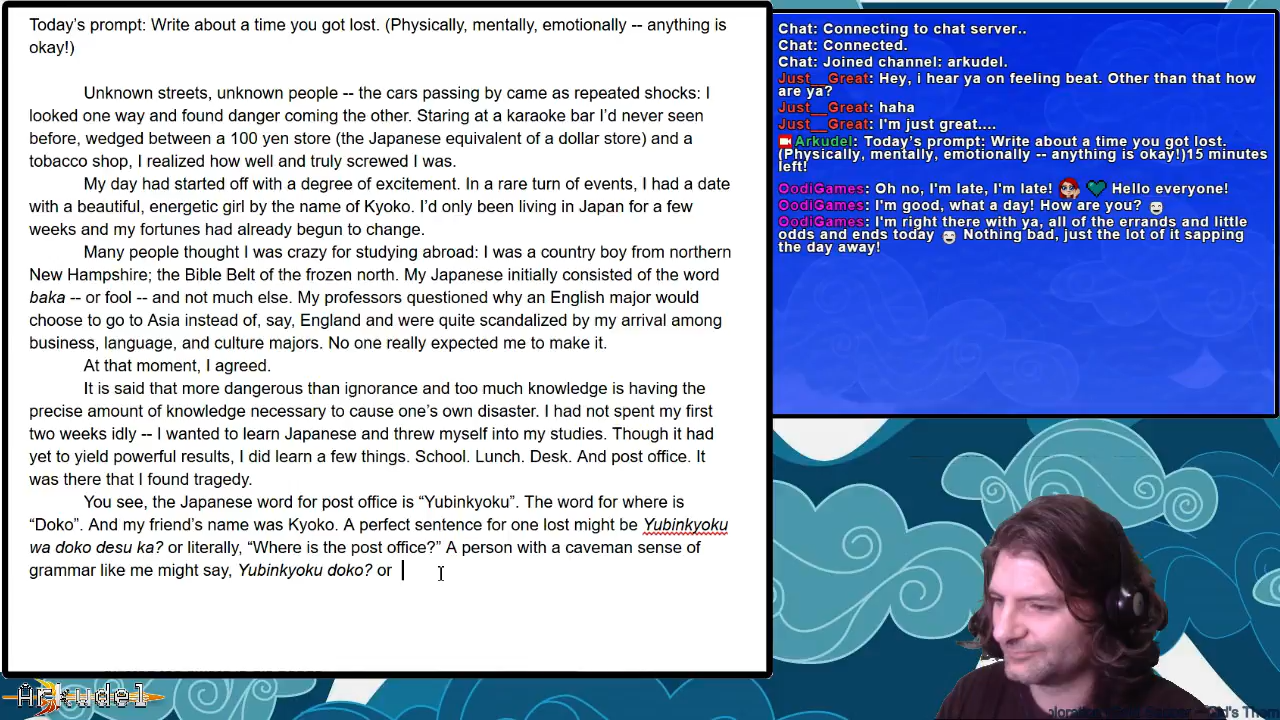 Today’s prompt: Write about a time you got lost. (Physically, mentally, emotionally -- anything is
okay!)
Unknown streets, unknown people -- the cars passing by came as repeated shocks: I
looked one way and found danger coming the other. Staring at a karaoke bar I’d never seen
before, wedged between a 100 yen store (the Japanese equivalent of a dollar store) and a
tobacco shop, I realized how well and truly screwed I was.
My day had started off with a degree of excitement. In a rare turn of events, I had a date
with a beautiful, energetic girl by the name of Kyoko. I’d only been living in Japan for a few
weeks and my fortunes had already begun to change.
Many people thought I was crazy for studying abroad: I was a country boy from northern
New Hampshire; the Bible Belt of the frozen north. My Japanese initially consisted of the word
baka -- or fool -- and not much else. My professors questioned why an English major would
choose to go to Asia instead of, say, England and were quite scandalized by my arrival among
business, language, and culture majors. No one really expected me to make it.
At that moment, I agreed.
It is said that more dangerous than ignorance and too much knowledge is having the
precise amount of knowledge necessary to cause one’s own disaster. I had not spent my first
two weeks idly -- I wanted to learn Japanese and threw myself into my studies. Though it had
yet to yield powerful results, I did learn a few things. School. Lunch. Desk. And post office. It
was there that I found tragedy.
You see, the Japanese word for post office is “Yubinkyoku”. The word for where is
“Doko”. And my friend’s name was Kyoko. A perfect sentence for one lost might be Yubinkyoku
wa doko desu ka? or literally, “Where is the post office?” A person with a caveman sense of
grammar like me might say, Yubinkyoku doko? or
Chat: Connecting to chat server..
Chat: Connected.
Chat: Joined channel: arkudel.
Just__Great: Hey, i hear ya on feeling beat. Other than that how
are ya?
Just__Great: haha
Just__Great: I'm just great....
Arkudel: Today's prompt: Write about a time you got lost.
(Physically, mentally, emotionally -- anything is okay!)15 minutes
left!
OodiGames: Oh no, I'm late, I'm late! Hello everyone!
OodiGames: I'm good, what a day! How are you?
OodiGames: I'm right there with ya, all of the errands and little
odds and ends today Nothing bad, just the lot of it sapping
the day away!
Arkudel